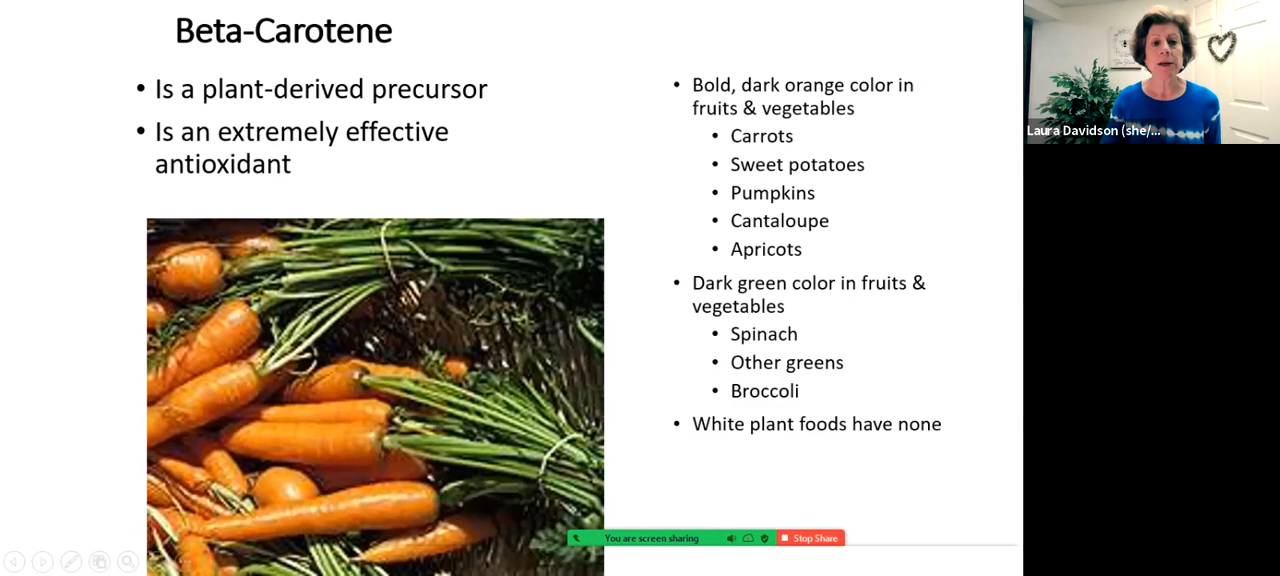 Beta-Carotene
• Is a plant-derived precursor
• Is an extremely effective
antioxidant
• Bold, dark orange color in
fruits & vegetables
• Carrots
• Sweet potatoes
• Pumpkins
• Cantaloupe
• Apricots
• Dark green color in fruits &
vegetables
• Spinach
• Other greens
• Broccoli
• White plant foods have none
Laura Davidson (she/...
You are screen sharing
Stop Share